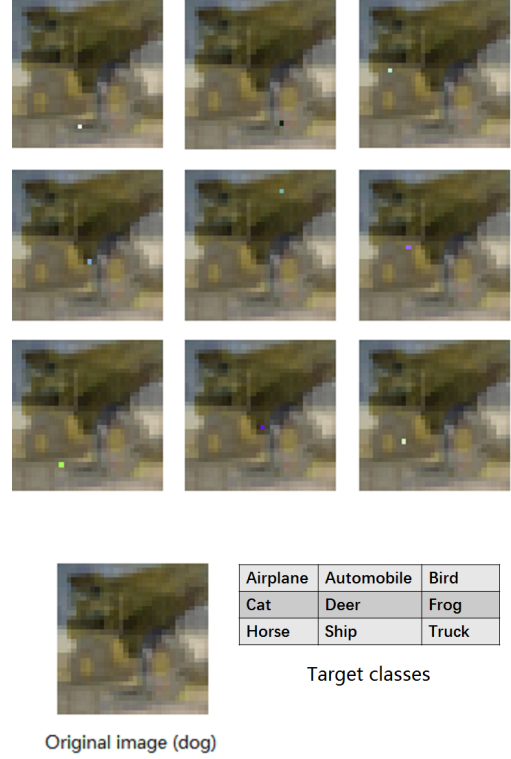 Airplane Automobile Bird
Cat Deer Frog
Horse Ship Truck
Target classes
Original image (dog)